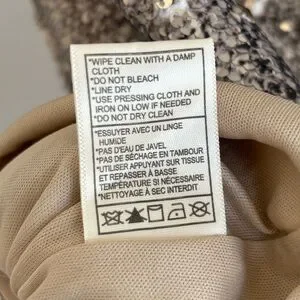 *WIPE CLEAN WITH A DAMP
CLOTH
*DO NOT BLEACH
*LINE DRY
*USE PRESS CLOTH AND
IRON ON LOW IF NEEDED
*DO NOT DRY CLEAN
*ESSUYER AVEC UN LINGE
HUMIDE
*PAS D'EAU DE JAVEL
*PAS DE SÉCHAGE EN TAMBOUR
*UTILISER APPUYANT SUR TISSUE
ET REPASSER À BASSE
TEMPÉRATURE SI NÉCESSAIRE
*NETTOYAGE À SEC INTERDIT